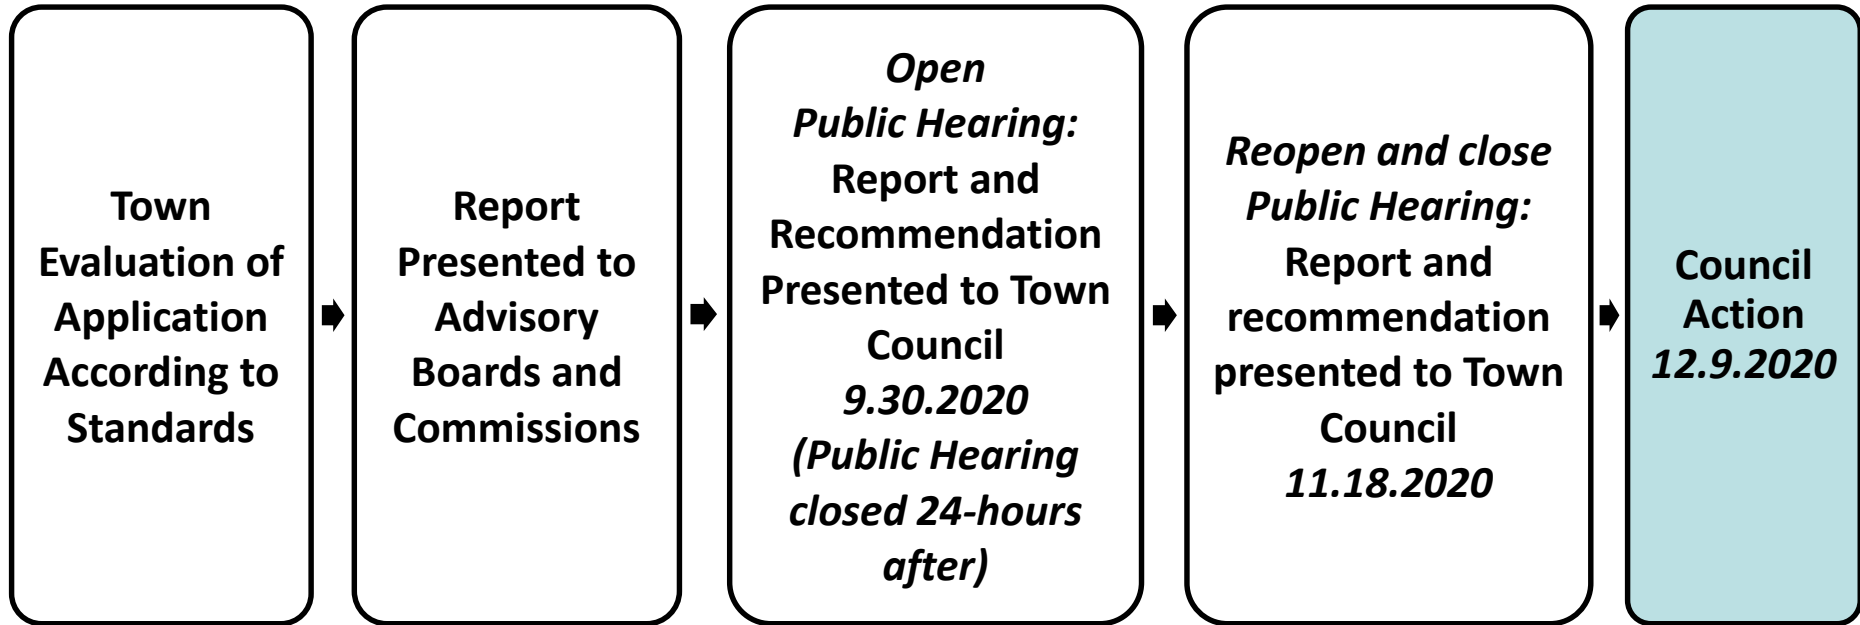 Town
Evaluation of
Application
According to
Standards
Report
Presented to
Advisory
Boards and
Commissions
Open
Public Hearing:
Report and
Recommendation
Presented to Town
Council
9.30.2020
(Public Hearing
closed 24-hours
after)
Reopen and close
Public Hearing:
Report and
recommendation
presented to Town
Council
11.18.2020
Council
Action
12.9.2020